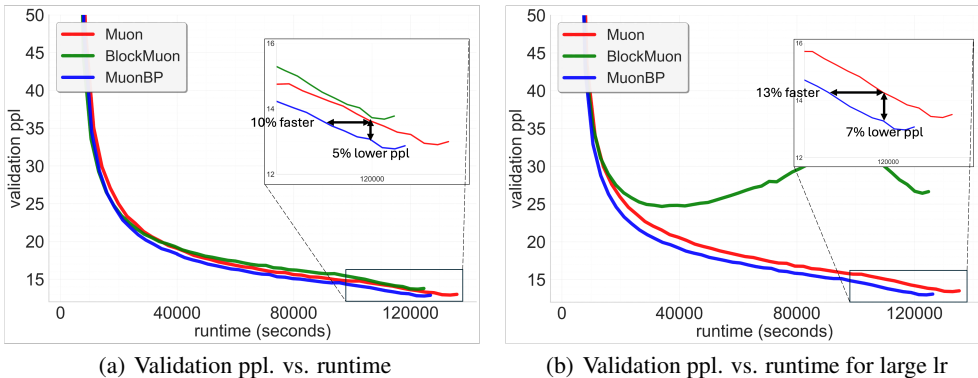 50
45
40
35
30
25
20
15
validation ppl
0
40000
80000
120000
runtime (seconds)
Muon
BlockMuon
MuonBP
16
14
12
120000
10% faster
5% lower ppl
(a) Validation ppl. vs. runtime
50
45
40
35
30
25
20
15
validation ppl
0
40000
80000
120000
runtime (seconds)
Muon
BlockMuon
MuonBP
16
14
12
120000
13% faster
7% lower ppl
(b) Validation ppl. vs. runtime for large lr